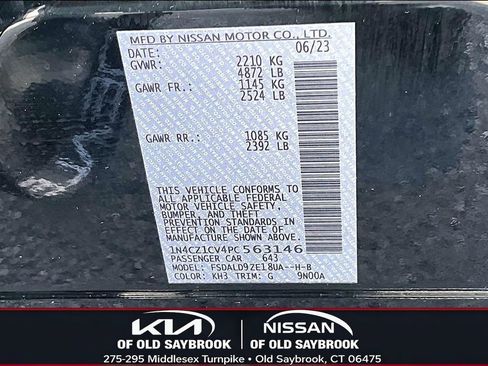 MFD BY NISSAN MOTOR CO., LTD.
DATE: 06/23
GVWR: 2210 KG
4872 LB
GAWR FR.: 1145 KG
2524 LB
GAWR RR.: 1085 KG
2392 LB
THIS VEHICLE CONFORMS TO
ALL APPLICABLE FEDERAL
MOTOR VEHICLE SAFETY,
BUMPER, AND THEFT
PREVENTION STANDARDS IN
EFFECT ON THE DATE OF
MANUFACTURE SHOWN ABOVE.
1N4CZ1CV4PC563146
PASSENGER CAR 643
MODEL: FSDALD9ZE18UA--H-B
COLOR: KH3 TRIM: G 9N00A
KIA NISSAN
OF OLD SAYBROOK OF OLD SAYBROOK
275-295 Middlesex Turnpike • Old Saybrook, CT 06475